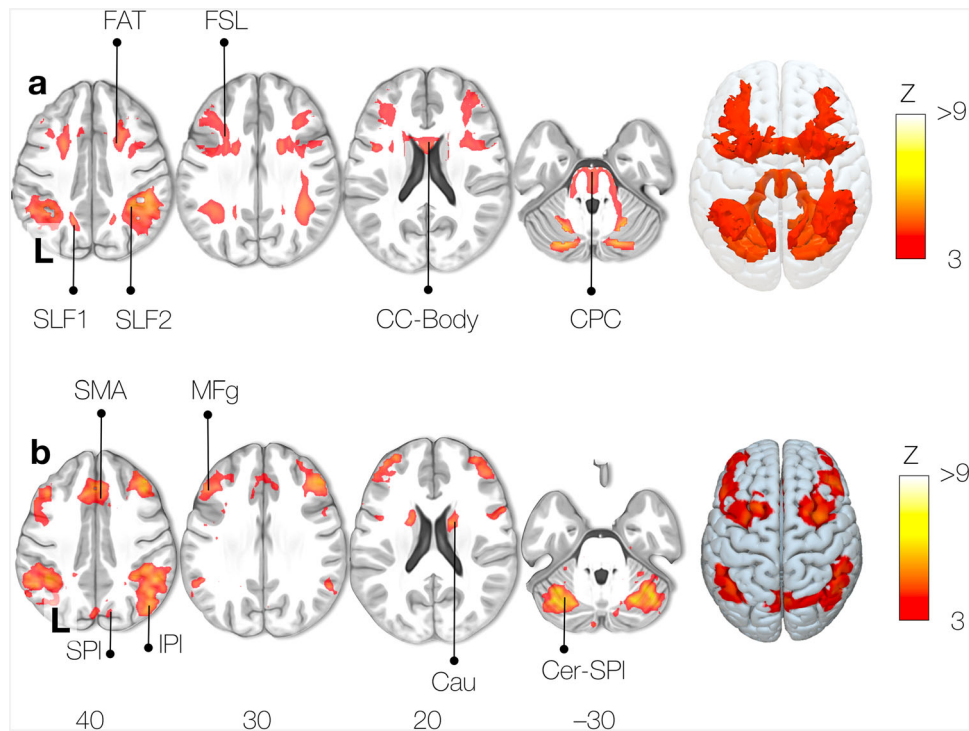 FAT FSL
a
Z
>9
3
L
SLF1 SLF2 CC-Body CPC
SMA MFg
b
Z
>9
3
L
SPl IPl
Cau Cer-SPl
40 30 20 –30